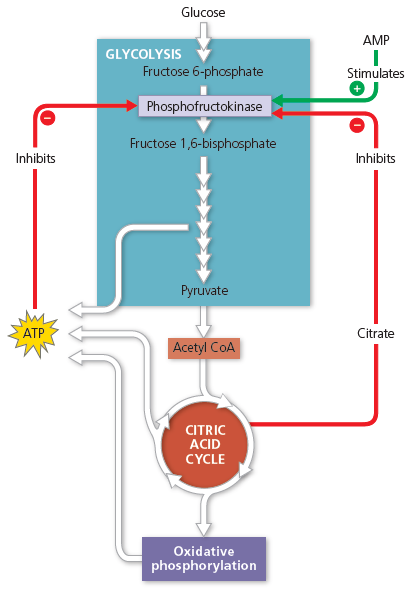 Glucose
GLYCOLYSIS
AMP
Fructose 6-phosphate
Stimulates
+
Phosphofructokinase
–
–
Fructose 1,6-bisphosphate
Inhibits
Inhibits
Pyruvate
ATP
Citrate
Acetyl CoA
CITRIC
ACID
CYCLE
Oxidative
phosphorylation